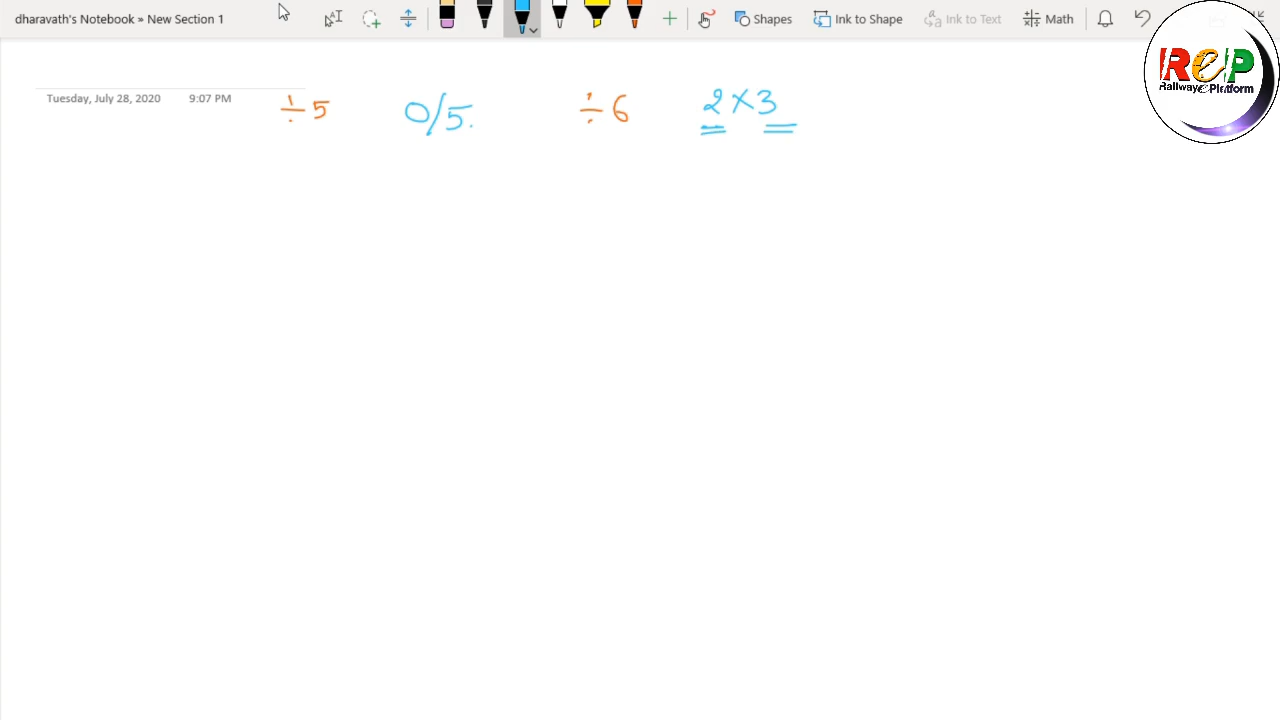 dharavath's Notebook » New Section 1
Shapes
Ink to Shape
Ink to Text
Math
ReP
Railway e Platform
Tuesday, July 28, 2020 9:07 PM
÷ 5 0/5. ÷ 6 2 × 3